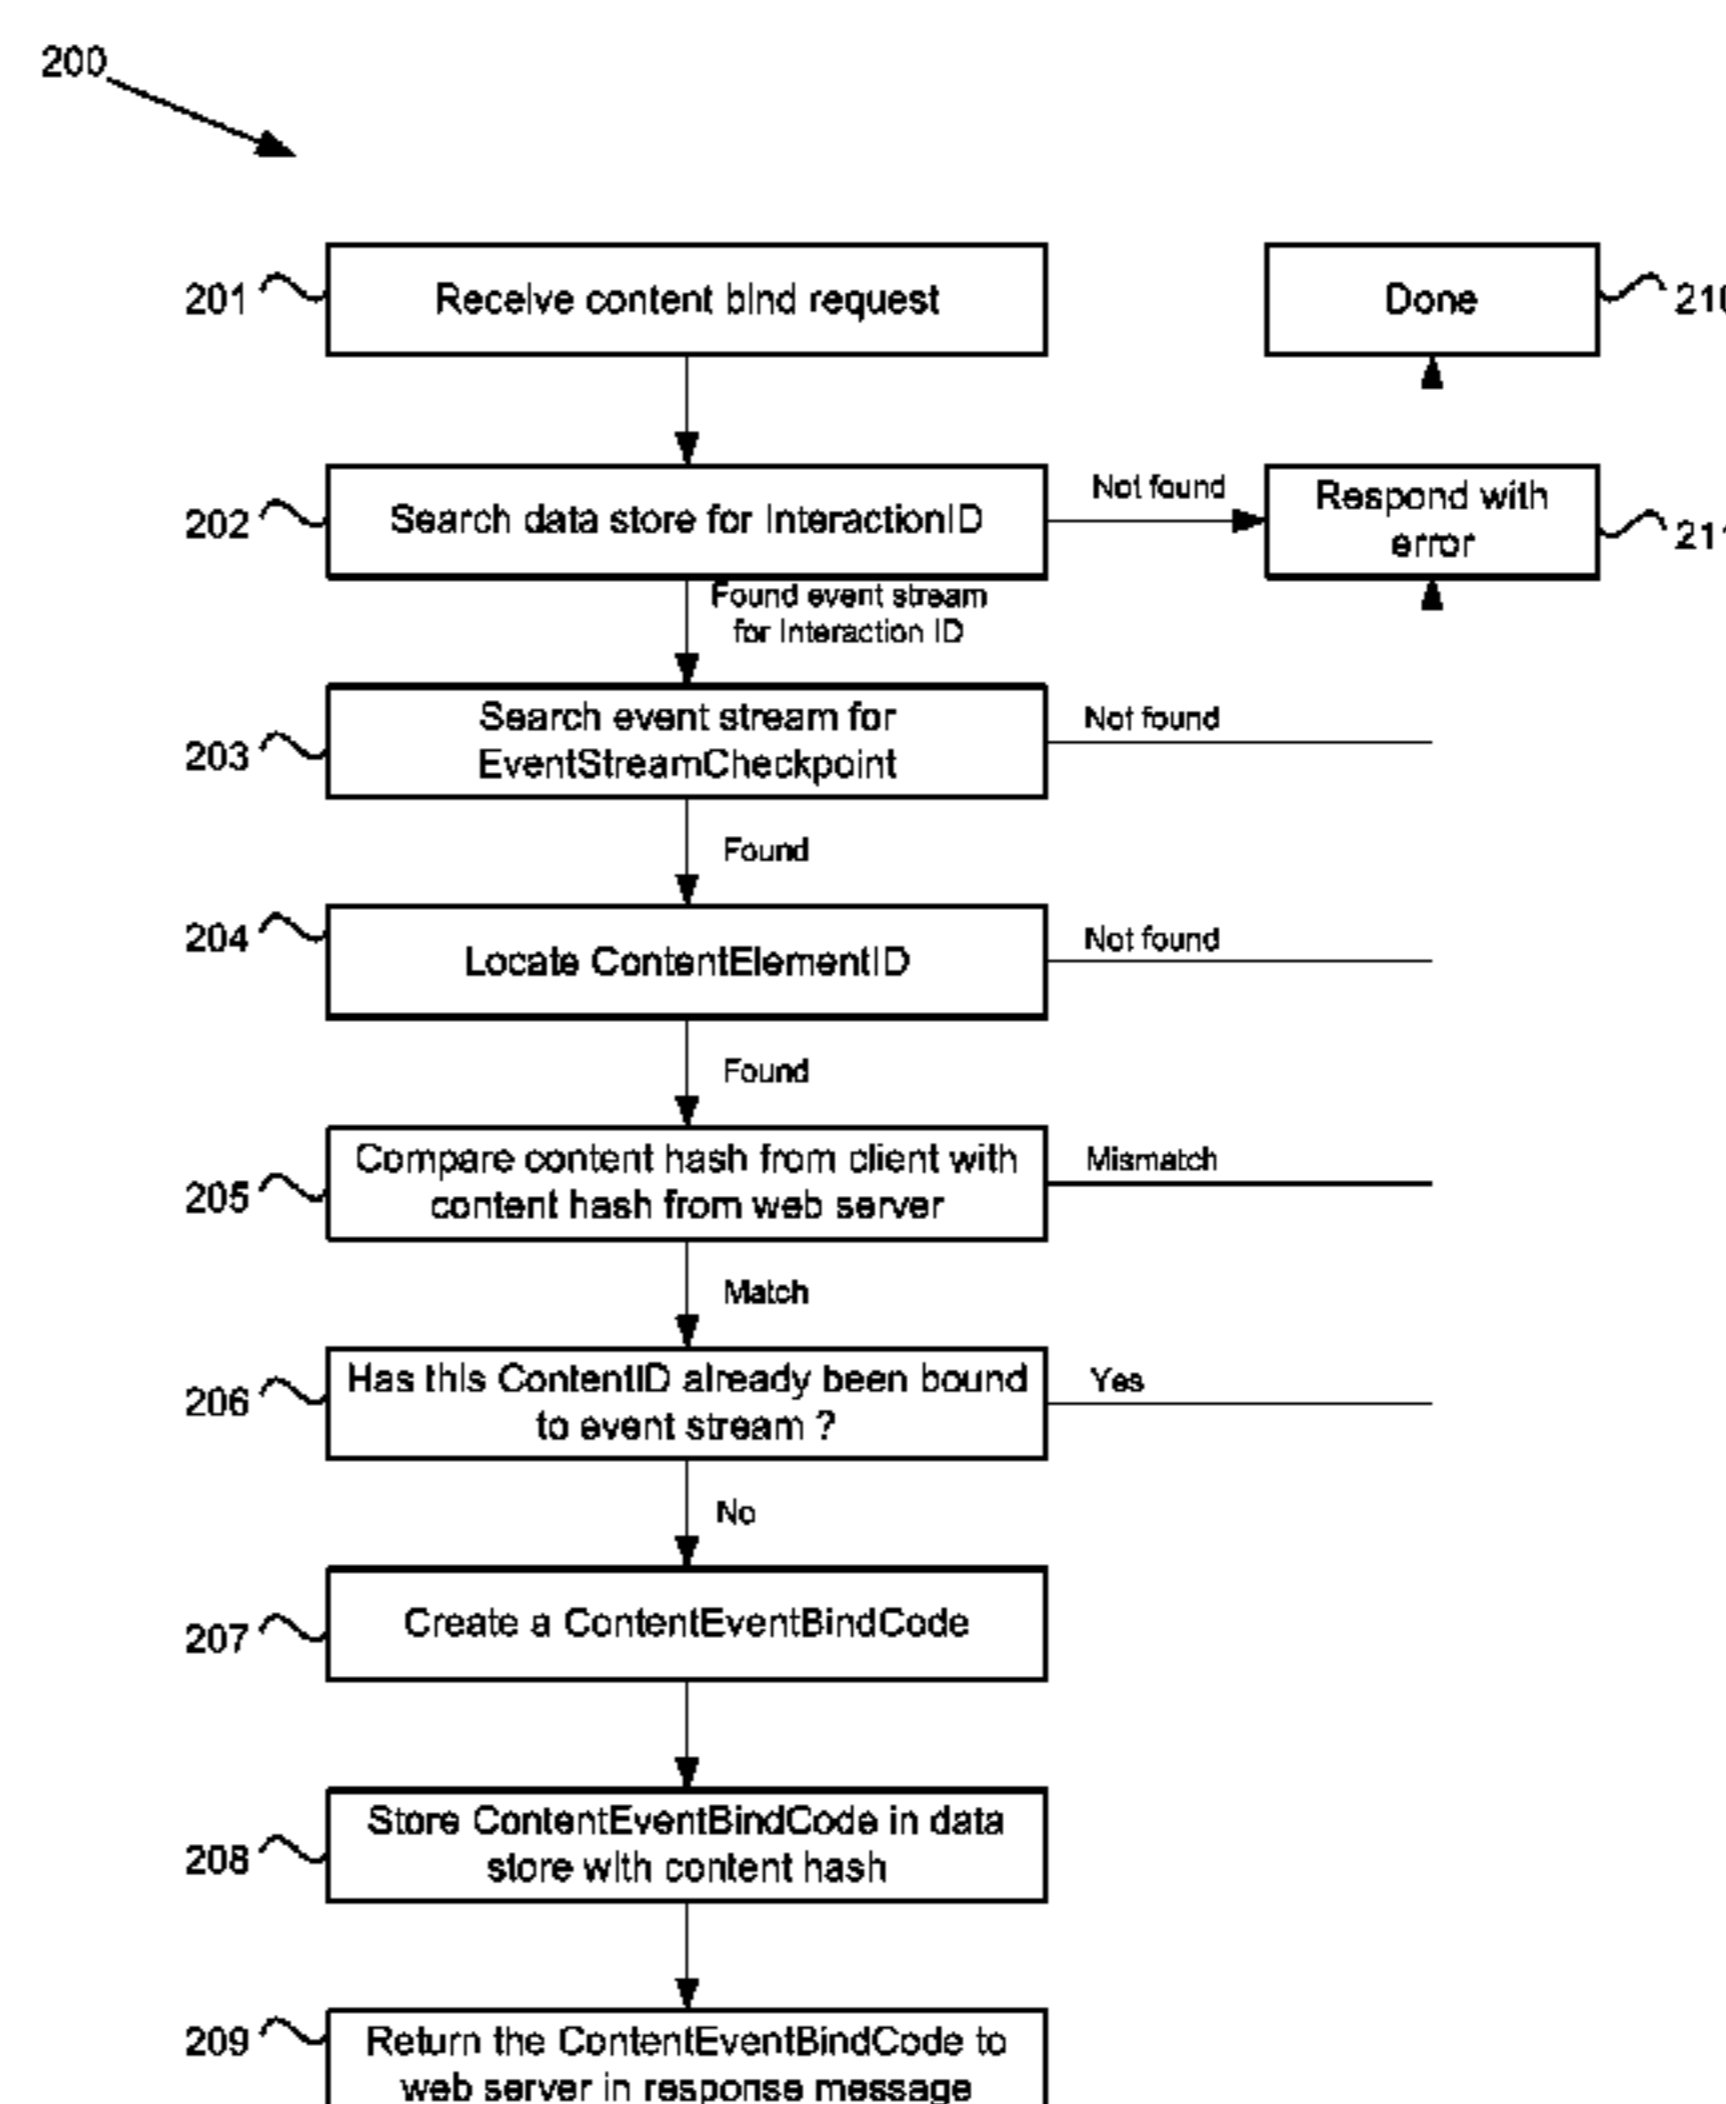 200
201
Receive content bind request
Done
210
202
Search data store for InteractionID
Not found
Respond with
error
211
Found event stream
for Interaction ID
203
Search event stream for
EventStreamCheckpoint
Not found
Found
204
Locate ContentElementID
Not found
Found
205
Compare content hash from client with
content hash from web server
Mismatch
Match
206
Has this ContentID already been bound
to event stream ?
Yes
No
207
Create a ContentEventBindCode
208
Store ContentEventBindCode in data
store with content hash
209
Return the ContentEventBindCode to
web server in response message